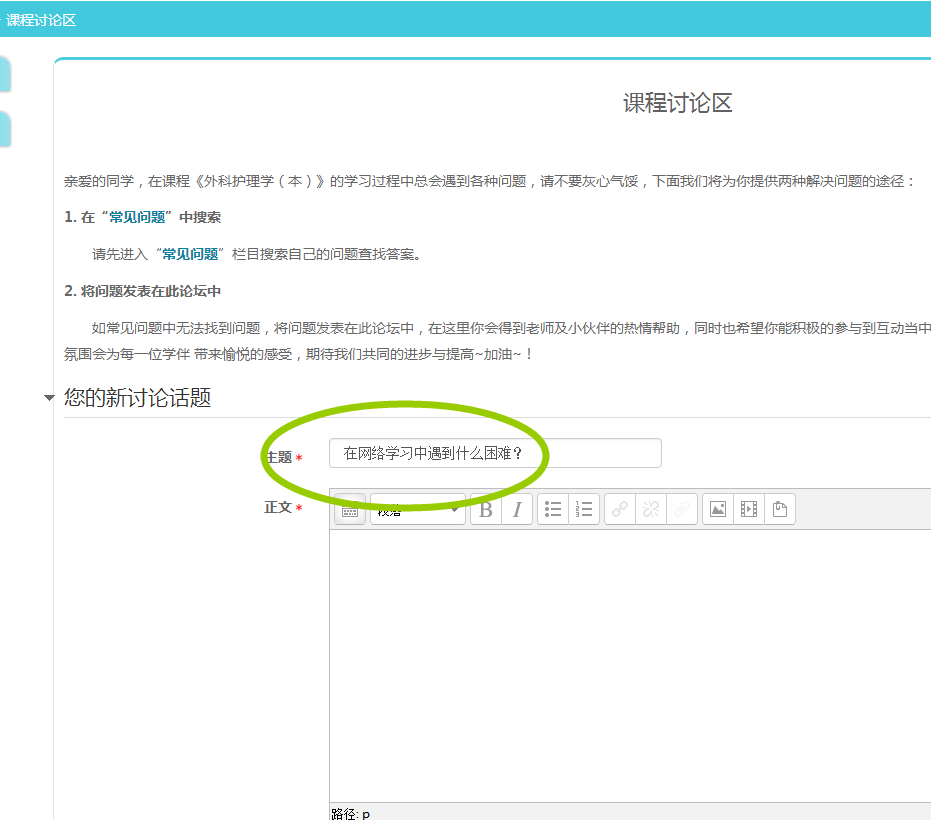 课程讨论区
课程讨论区
亲爱的同学，在课程《外科护理学（本）》的学习过程中总会遇到各种问题，请不要灰心气馁，下面我们将为你提供两种解决问题的途径：
1. 在“常见问题”中搜索
请先进入“常见问题”栏目搜索自己的问题查找答案。
2. 将问题发表在此论坛中
如常见问题中无法找到问题，将问题发表在此论坛中，在这里你会得到老师及小伙伴的热情帮助，同时也希望你能积极的参与到互动当中
氛围会为每一位学伴 带来愉悦的感受，期待我们共同的进步与提高~加油~！
您的新讨论话题
主题* 在网络学习中遇到什么困难？
正文* 段落 B I
路径: p